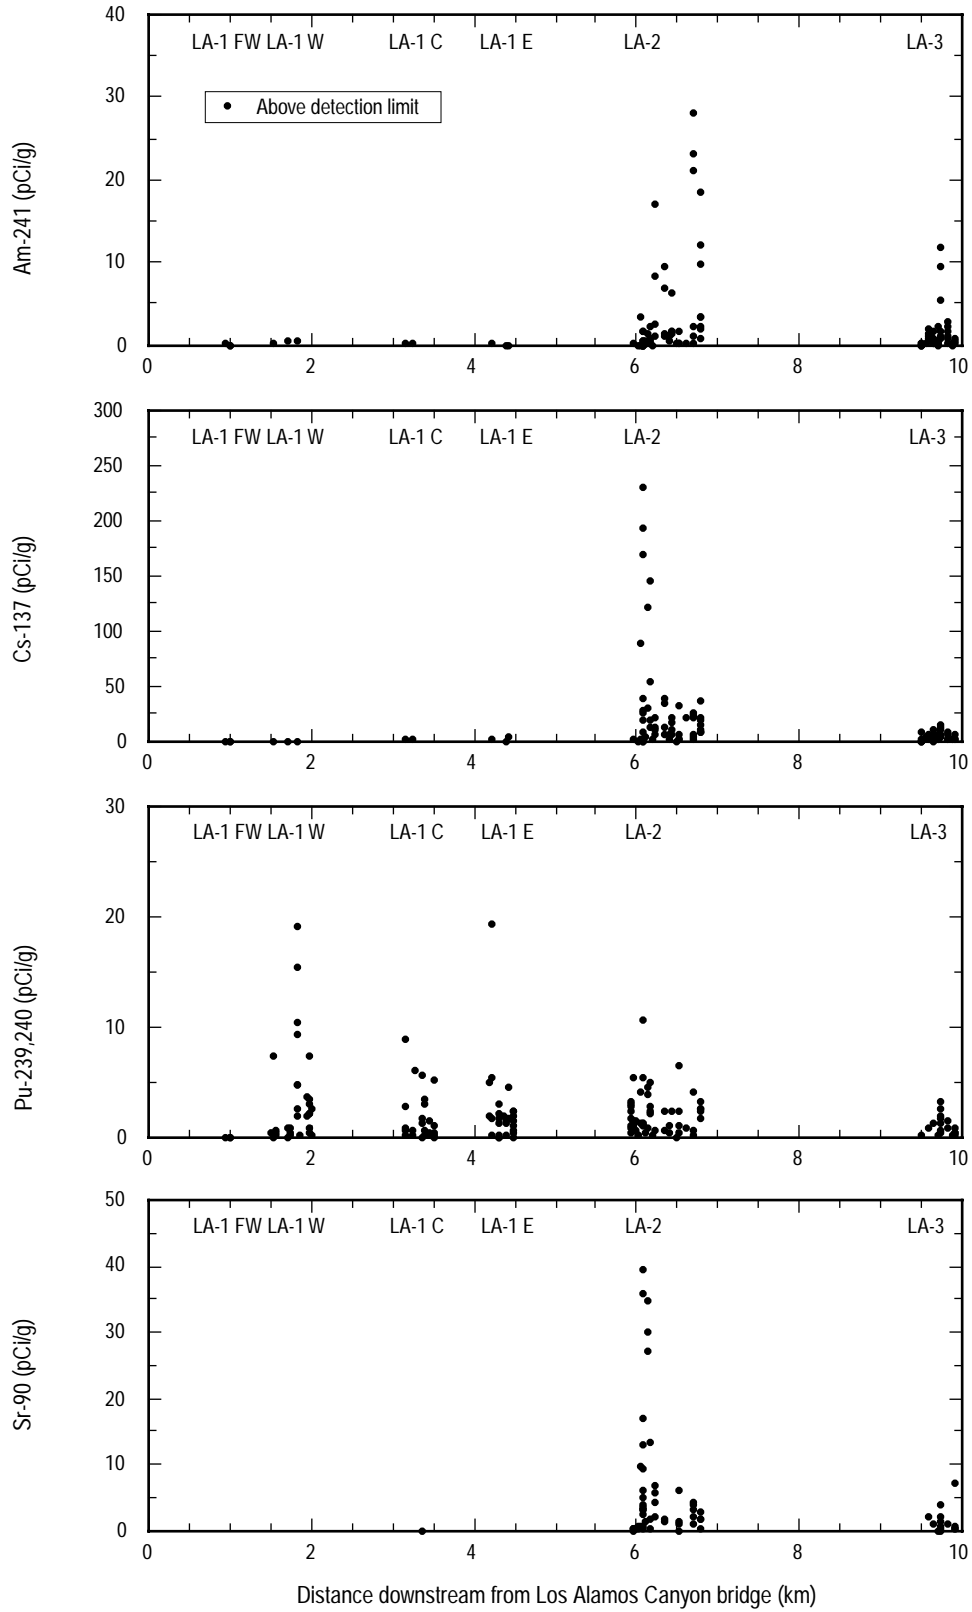 40
LA-1 FW LA-1 W LA-1 C LA-1 E LA-2 LA-3
30
Above detection limit
20
10
0
Am-241 (pCi/g)
0 2 4 6 8 10
300
LA-1 FW LA-1 W LA-1 C LA-1 E LA-2 LA-3
250
200
150
100
50
0
Cs-137 (pCi/g)
0 2 4 6 8 10
30
LA-1 FW LA-1 W LA-1 C LA-1 E LA-2 LA-3
20
10
0
Pu-239,240 (pCi/g)
0 2 4 6 8 10
50
LA-1 FW LA-1 W LA-1 C LA-1 E LA-2 LA-3
40
30
20
10
0
Sr-90 (pCi/g)
0 2 4 6 8 10
Distance downstream from Los Alamos Canyon bridge (km)